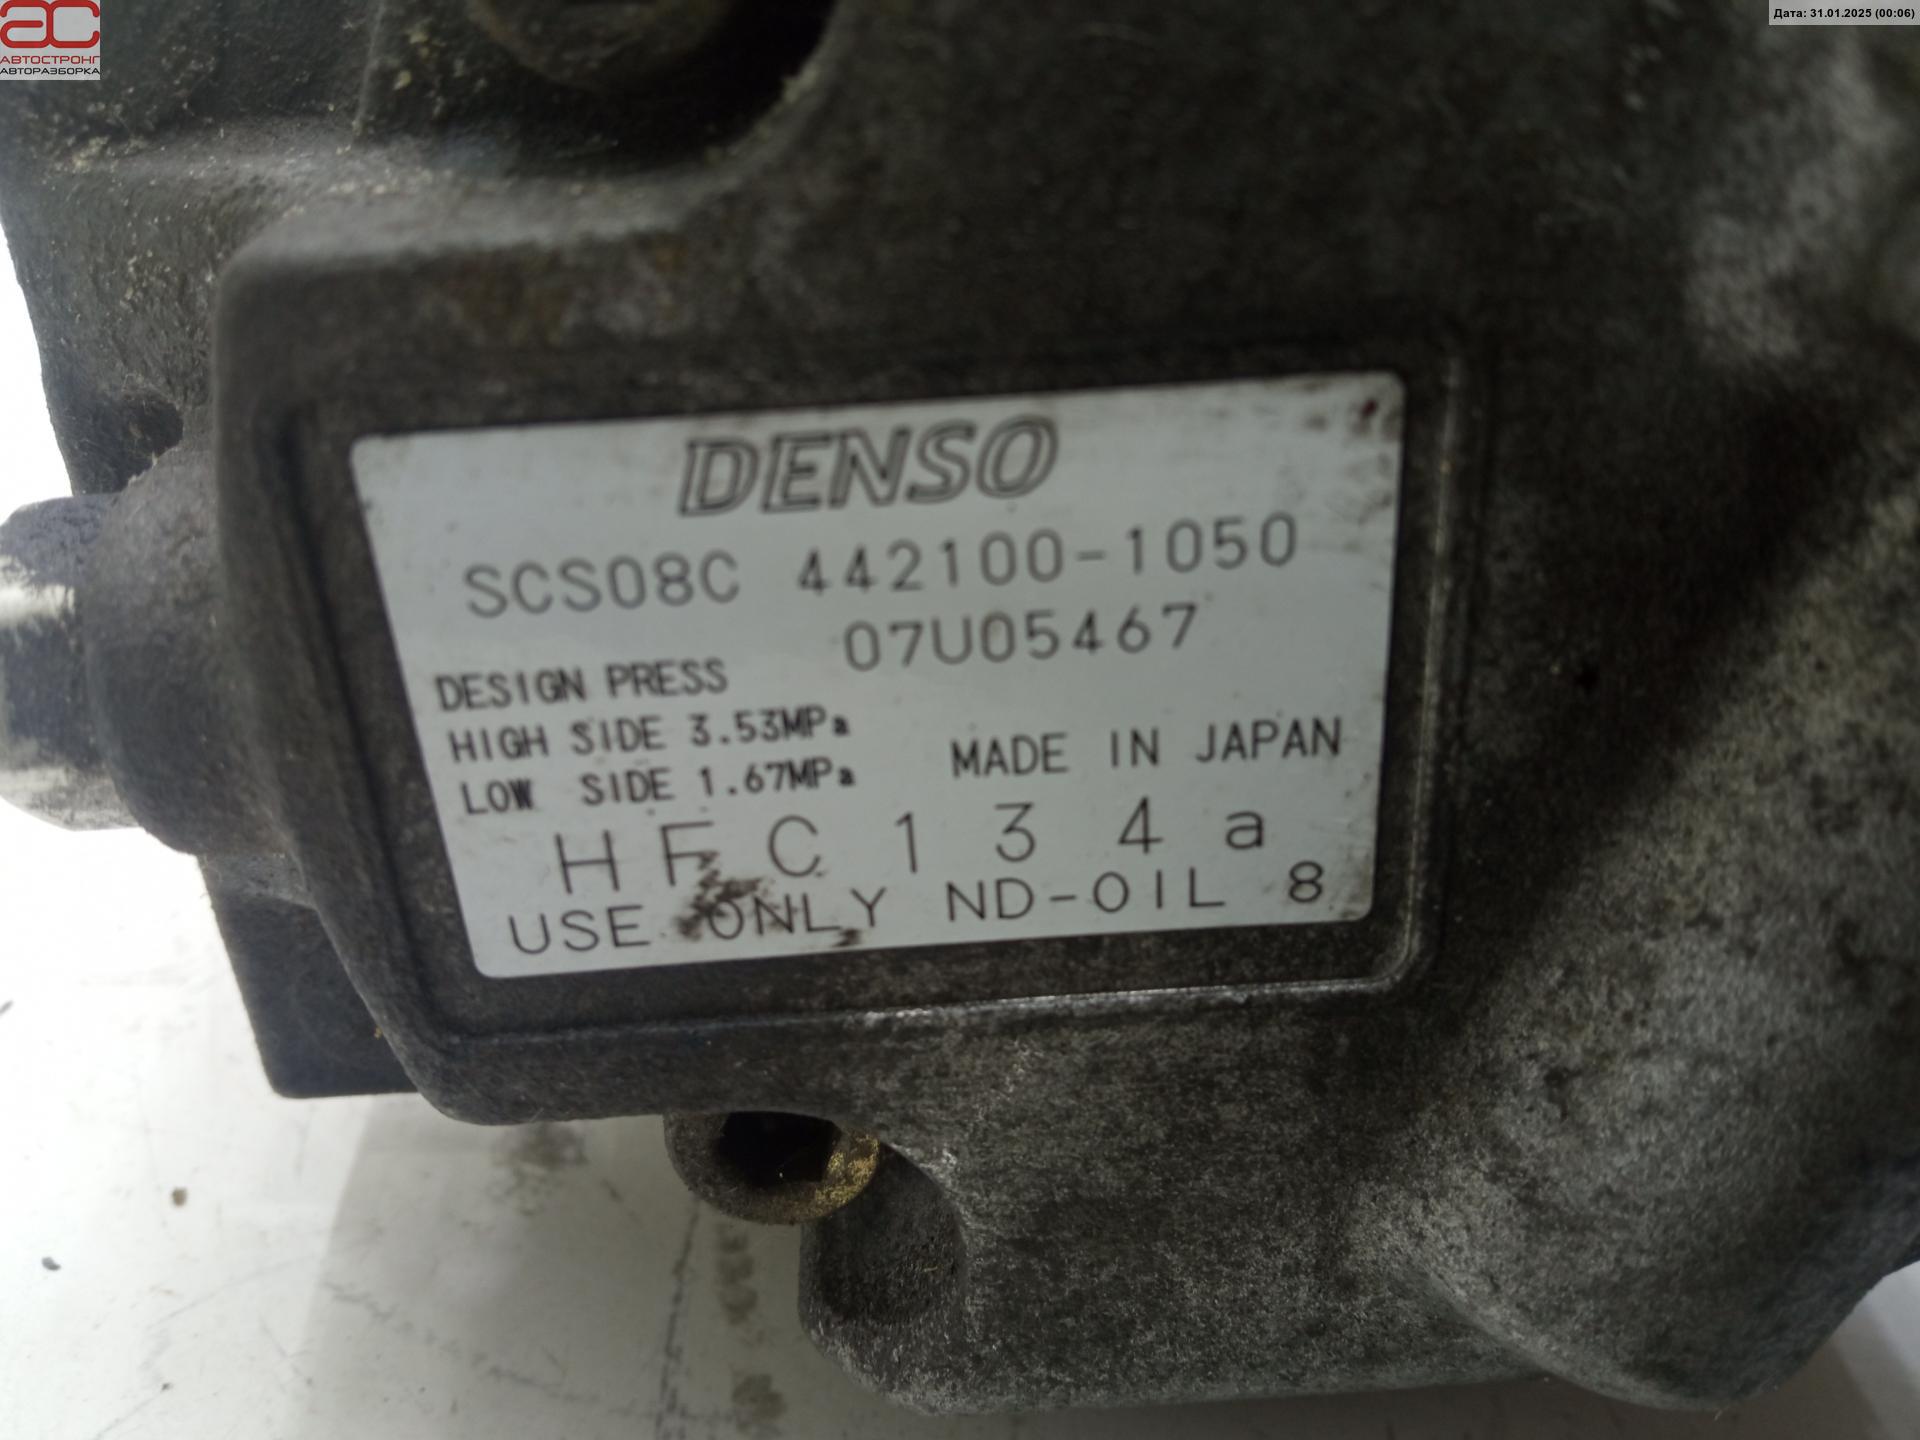 ac
АВТОСТРОНГ
АВТОРАЗБОРКА
Дата: 31.01.2025 (00:06)
DENSO
SCS08C 442100-1050
07U05467
DESIGN PRESS
HIGH SIDE 3.53MPa
LOW SIDE 1.67MPa
MADE IN JAPAN
HFC134a
USE ONLY ND-OIL 8